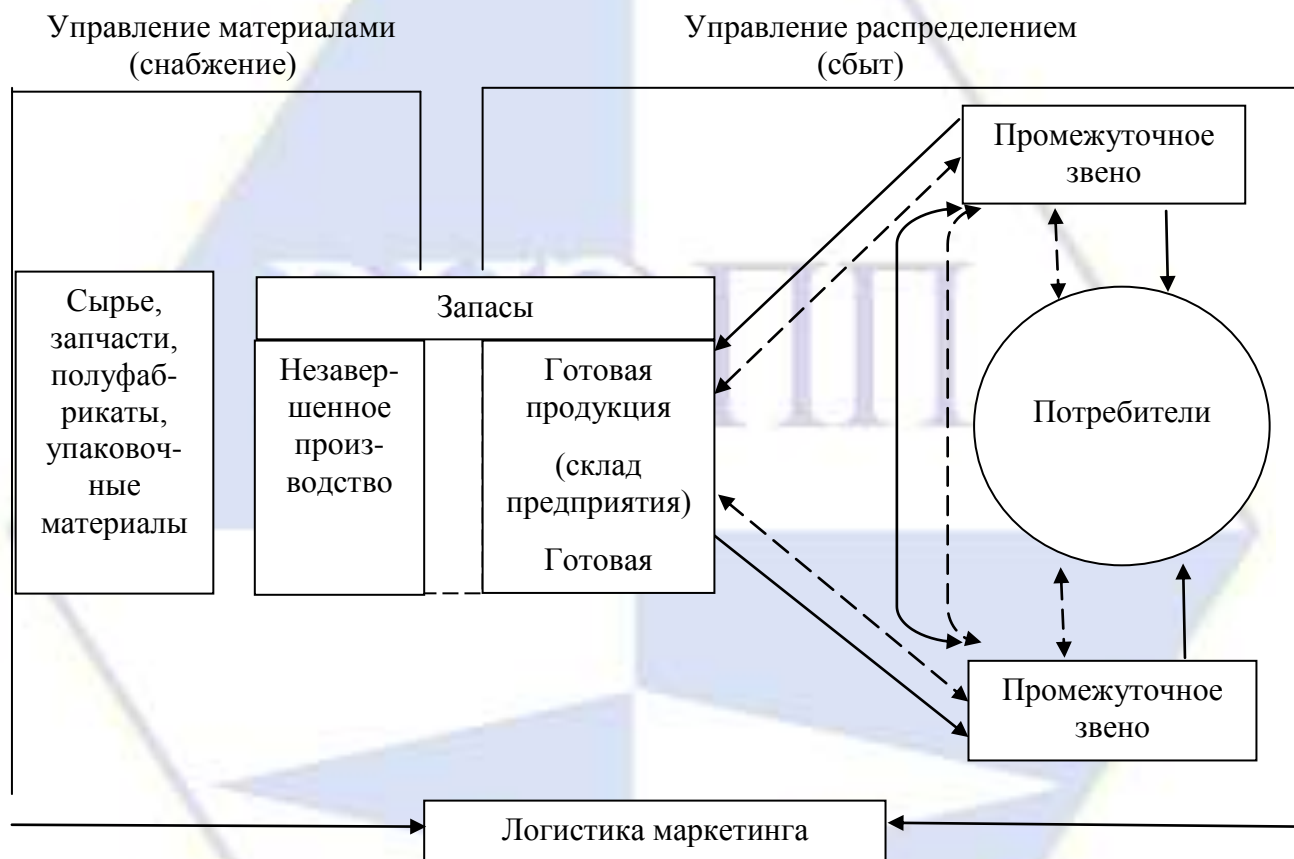 Управление материалами
(снабжение)
Управление распределением
(сбыт)
Промежуточное
звено
Сырье,
запчасти,
полуфаб-
рикаты,
упаковоч-
ные
материалы
Запасы
Незавер-
шенное
произ-
водство
Готовая
продукция
(склад
предприятия)
Готовая
Потребители
Промежуточное
звено
Логистика маркетинга